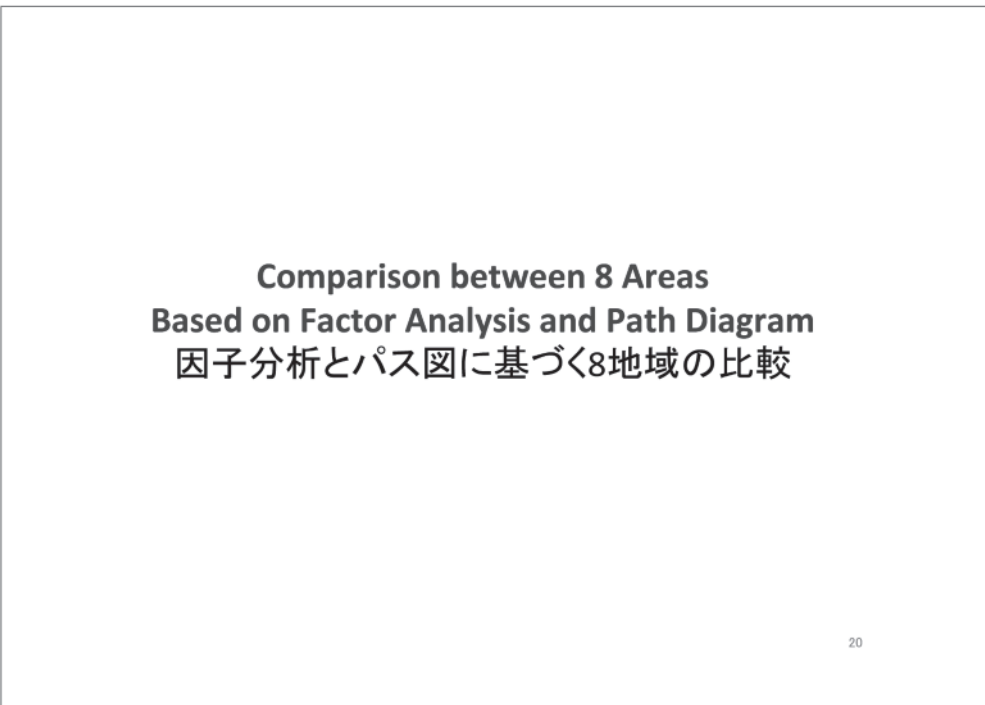 Comparison between 8 Areas
Based on Factor Analysis and Path Diagram
因子分析とパス図に基づく8地域の比較
20